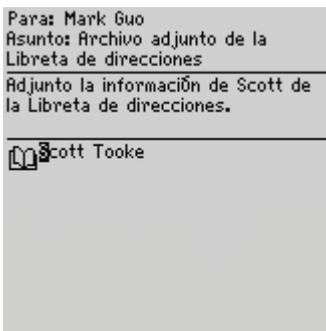 Para: Mark Guo
Asunto: Archivo adjunto de la
Libreta de direcciones
Adjunto la información de Scott de
la Libreta de direcciones.
Scott Tooke